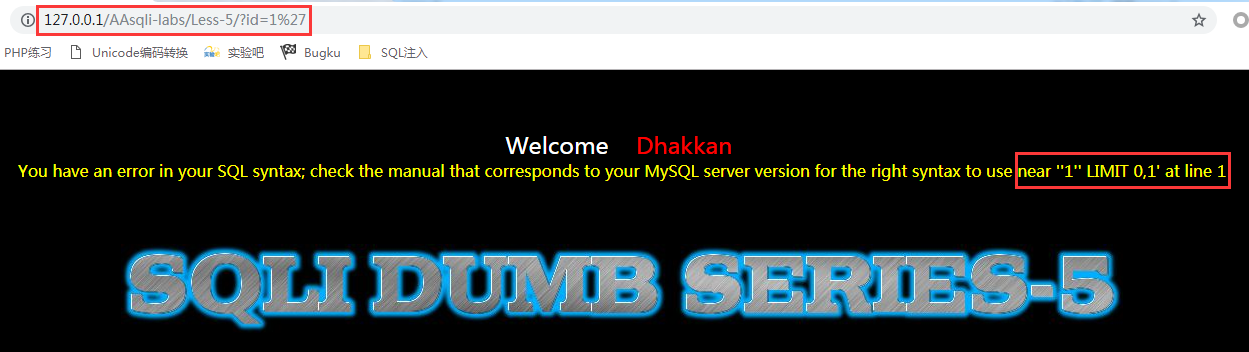 127.0.0.1/AAsqli-labs/Less-5/?id=1%27
PHP练习 Unicode编码转换 实验吧 实验吧 Bugku SQL注入
Welcome Dhakkan
You have an error in your SQL syntax; check the manual that corresponds to your MySQL server version for the right syntax to use near ''1'' LIMIT 0,1' at line 1
SQLI DUMB SERIES-5